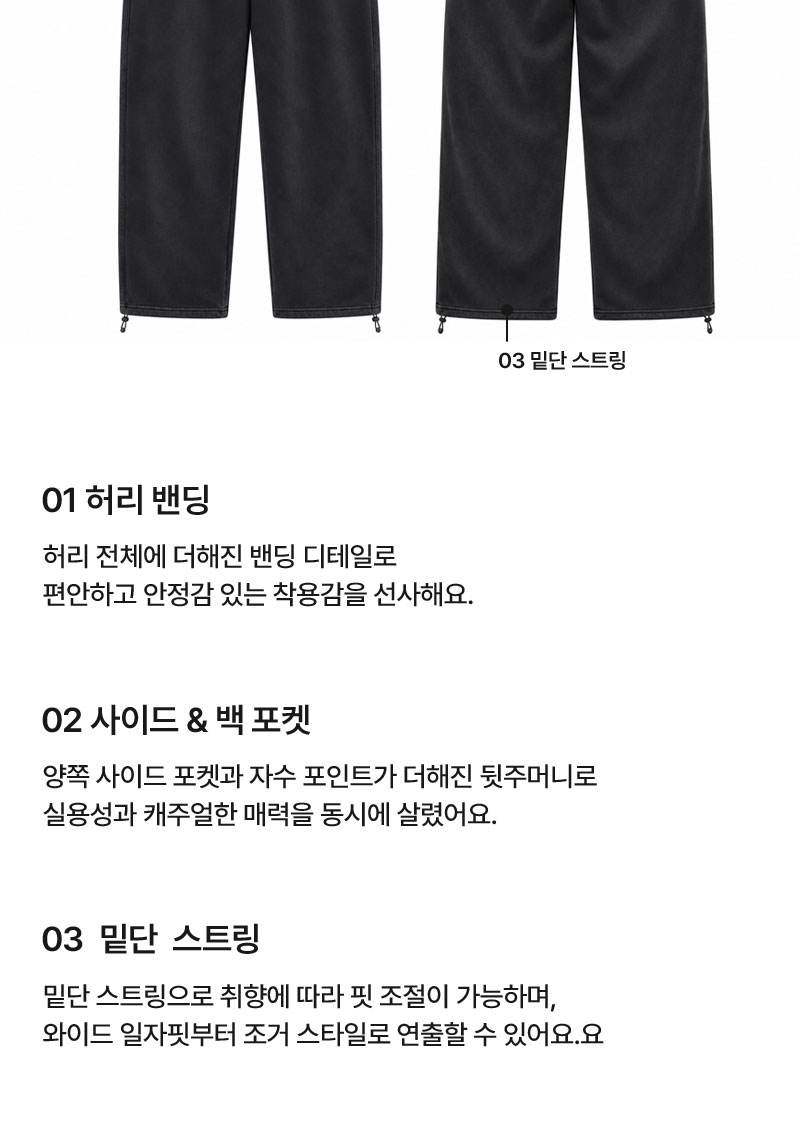 03 밑단 스트링
01 허리 밴딩
허리 전체에 더해진 밴딩 디테일로
편안하고 안정감 있는 착용감을 선사해요.
02 사이드 & 백 포켓
양쪽 사이드 포켓과 자수 포인트가 더해진 뒷주머니로
실용성과 캐주얼한 매력을 동시에 살렸어요.
03 밑단 스트링
밑단 스트링으로 취향에 따라 핏 조절이 가능하며,
와이드 일자핏부터 조거 스타일로 연출할 수 있어요.요